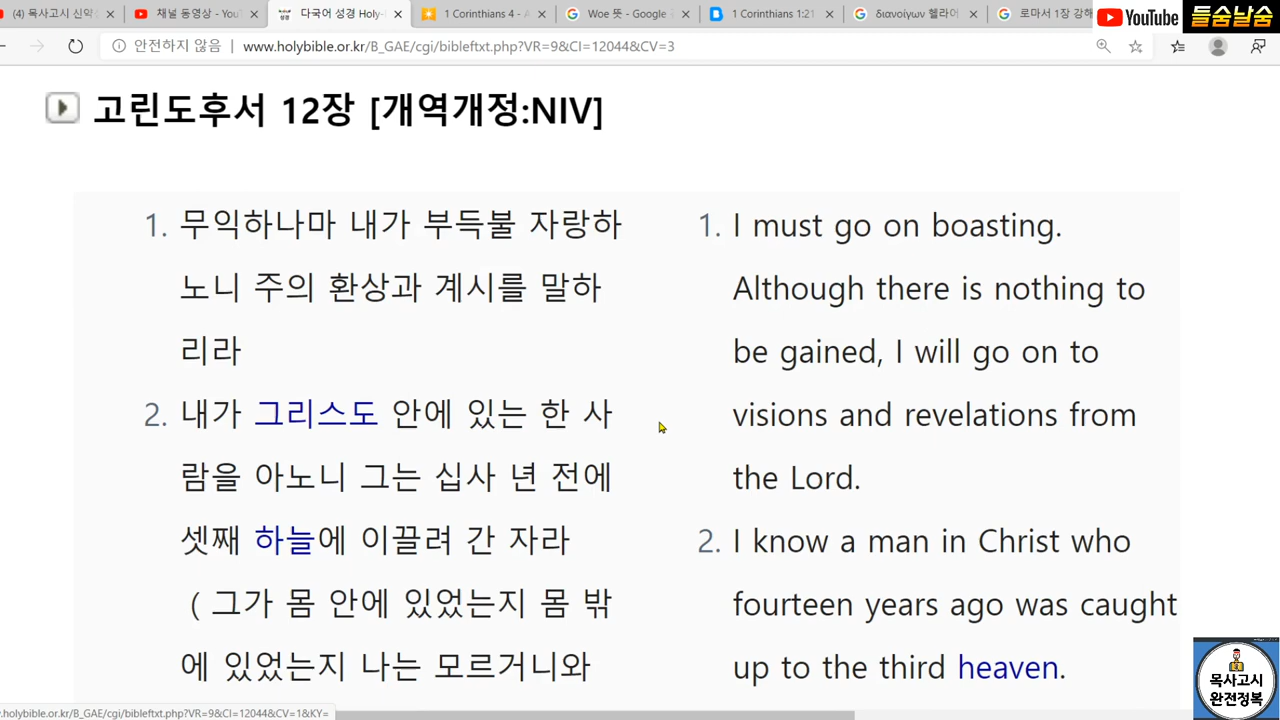 (4) 목사고시 신약
채널 동영상 - You
다국어 성경 Holy-
1 Corinthians - A
Woe 뜻 - Google
1 Corinthians 1:21
διανοίγων 헬라어
로마서 1장 강해
YouTube
들숨날숨
안전하지 않음
www.holybible.or.kr/B_GAE/cgi/bibleftxt.php?VR=9&CI=12044&CV=3
고린도후서 12장 [개역개정:NIV]
1. 무익하나마 내가 부득불 자랑하
노니 주의 환상과 계시를 말하
리라
2. 내가 그리스도 안에 있는 한 사
람을 아노니 그는 십사 년 전에
셋째 하늘에 이끌려 간 자라
( 그가 몸 안에 있었는지 몸 밖
에 있었는지 나는 모르거니와
1. I must go on boasting.
Although there is nothing to
be gained, I will go on to
visions and revelations from
the Lord.
2. I know a man in Christ who
fourteen years ago was caught
up to the third heaven.
목사고시
완전정복
w.holybible.or.kr/B_GAE/cgi/bibleftxt.php?VR=9&CI=12044&CV=1&KY=